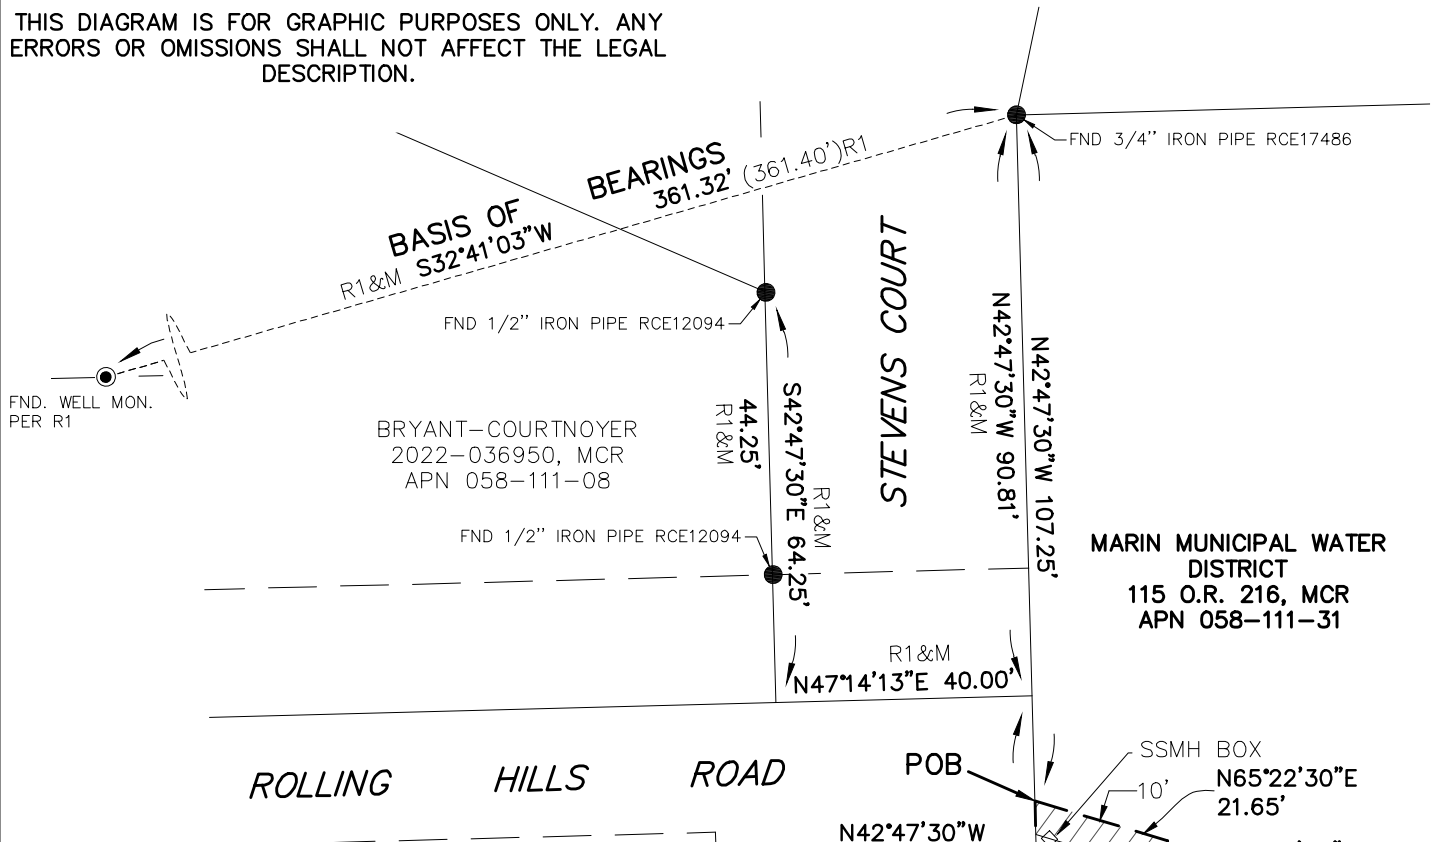 THIS DIAGRAM IS FOR GRAPHIC PURPOSES ONLY. ANY
ERRORS OR OMISSIONS SHALL NOT AFFECT THE LEGAL
DESCRIPTION.
FND 3/4" IRON PIPE RCE17486
BASIS OF BEARINGS
R1&M S32°41'03"W 361.32' (361.40')R1
FND 1/2" IRON PIPE RCE12094
FND. WELL MON.
PER R1
BRYANT-COURTNOYER
2022-036950, MCR
APN 058-111-08
44.25'
R1&M
S42°47'30"E 64.25'
R1&M
STEVENS COURT
N42°47'30"W 90.81'
R1&M
N42°47'30"W 107.25'
FND 1/2" IRON PIPE RCE12094
MARIN MUNICIPAL WATER
DISTRICT
115 O.R. 216, MCR
APN 058-111-31
R1&M
N47°14'13"E 40.00'
ROLLING HILLS ROAD
POB
SSMH BOX
10'
N65°22'30"E
21.65'
N42°47'30"W